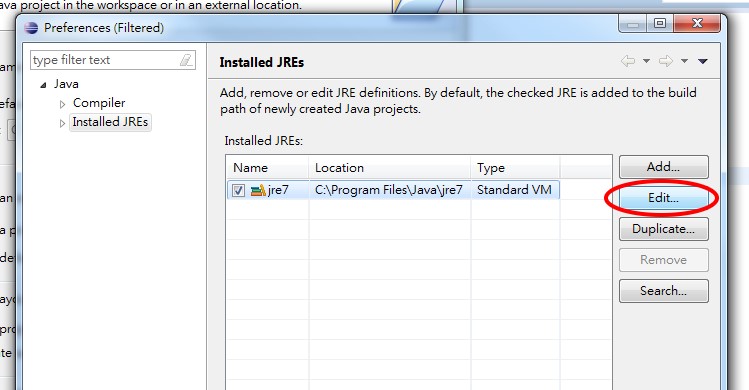 ava project in the workspace or in an external location.
Preferences (Filtered)
type filter text
Java
Compiler
Installed JREs
Installed JREs
Add, remove or edit JRE definitions. By default, the checked JRE is added to the build
path of newly created Java projects.
Installed JREs:
Name Location Type
jre7 C:\Program Files\Java\jre7 Standard VM
Add...
Edit...
Duplicate...
Remove
Search...